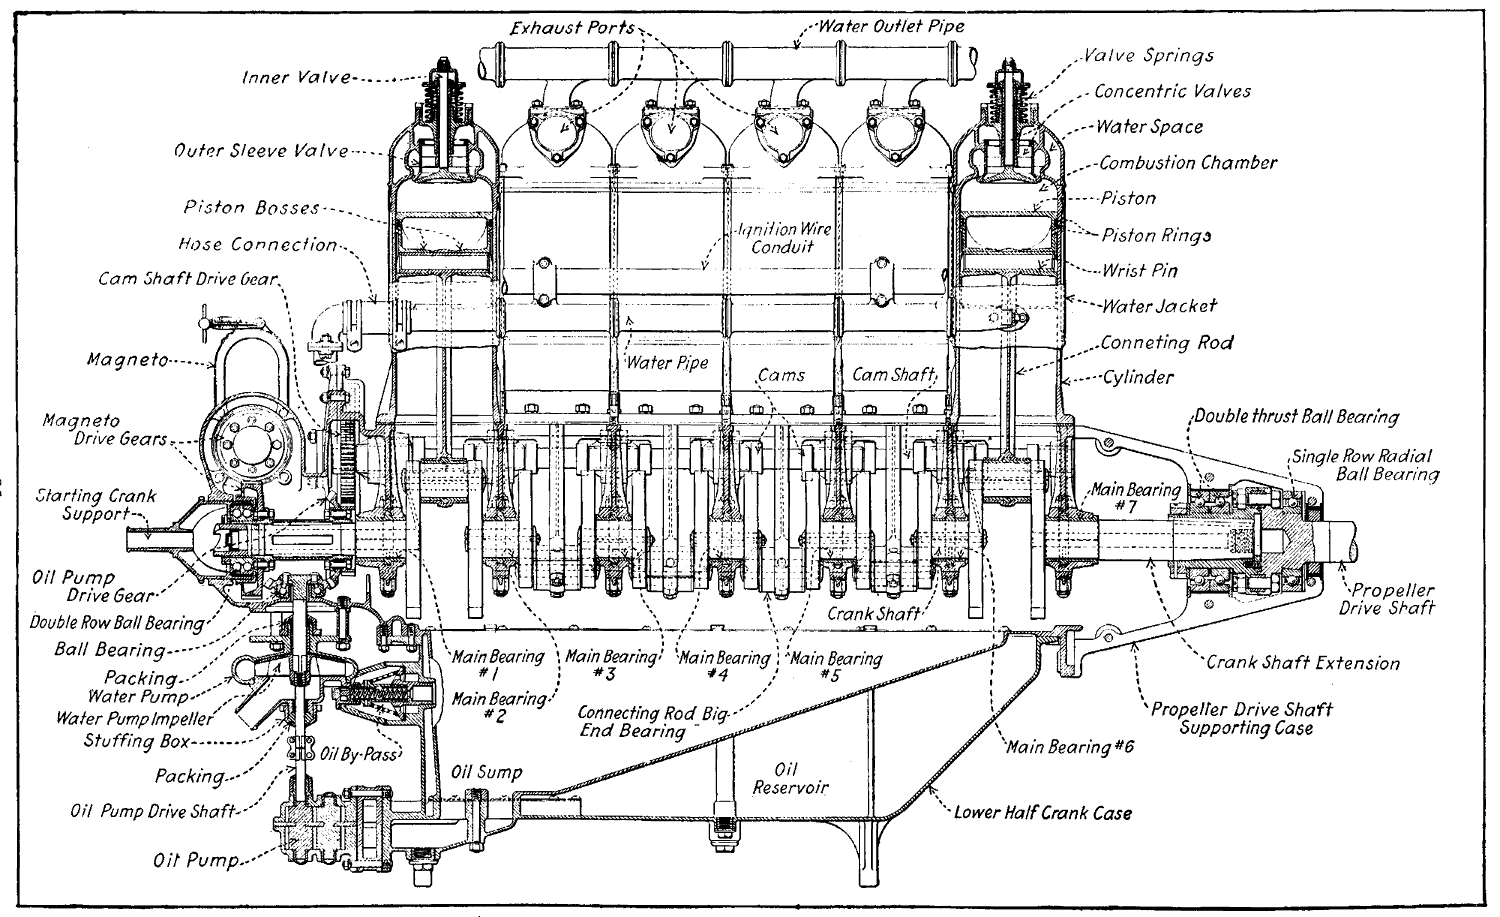 Exhaust Ports
Water Outlet Pipe
Inner Valve
Valve Springs
Concentric Valves
Outer Sleeve Valve
Water Space
Combustion Chamber
Piston Bosses
Piston
Hose Connection
Ignition Wire
Conduit
Piston Rings
Cam Shaft Drive Gear
Wrist Pin
Water Jacket
Magneto
Water Pipe
Cams
Cam Shaft
Conneting Rod
Cylinder
Magneto
Drive Gears
Double thrust Ball Bearing
Single Row Radial
Ball Bearing
Starting Crank
Support
Main Bearing
#7
Oil Pump
Drive Gear
Crank Shaft
Propeller
Drive Shaft
Double Row Ball Bearing
Ball Bearing
Main Bearing
#1
Main Bearing
#3
Main Bearing
#4
Main Bearing
#5
Crank Shaft Extension
Packing
Water Pump
Main Bearing
#2
Water Pump Impeller
Connecting Rod Big
End Bearing
Propeller Drive Shaft
Supporting Case
Stuffing Box
Oil By-Pass
Main Bearing #6
Packing
Oil Sump
Oil
Reservoir
Oil Pump Drive Shaft
Lower Half Crank Case
Oil Pump